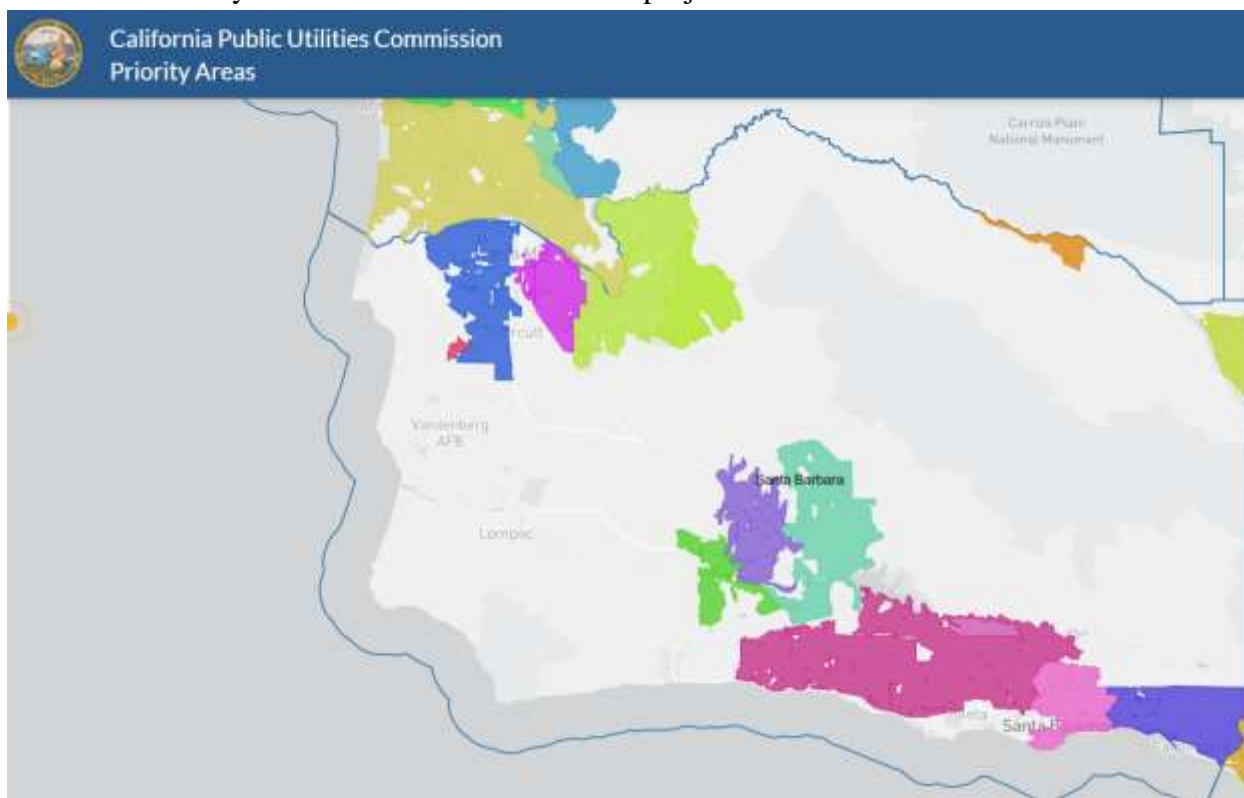 California Public Utilities Commission
Priority Areas
Carrizo Plain
National Monument
Vandenberg
AFB
Santa Barbara
Lompoc